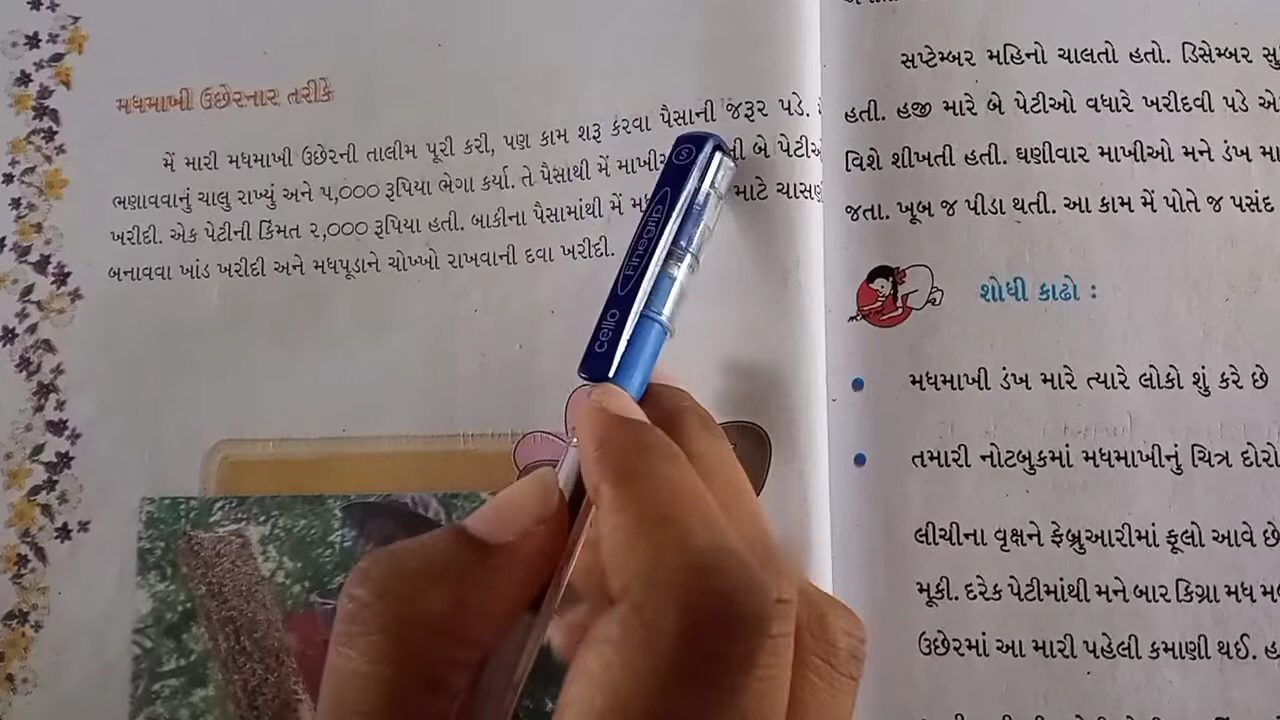 મધમાખી ઉછેરનાર તરીકે
મેં મારી મધમાખી ઉછેરની તાલીમ પૂરી કરી, પણ કામ શરૂ કરવા પૈસાની જરૂર પડે.
ભણાવવાનું ચાલુ રાખ્યું અને ૫,૦૦૦ રૂપિયા ભેગા કર્યા. તે પૈસાથી મેં બે
ખરીદી. એક પેટીની કિંમત ૨,૦૦૦ રૂપિયા હતી. બાકીના પૈસામાંથી મેં માટે
બનાવવા ખાંડ ખરીદી અને મધપૂડાને ચોખ્ખો રાખવાની દવા ખરીદી.
cello Finegrip S
સપ્ટેમ્બર મહિનો ચાલતો હતો. ડિસેમ્બર
હતી. હજી મારે બે પેટીઓ વધારે ખરીદવી પડે
વિશે શીખતી હતી. ઘણીવાર માખીઓ મને ડંખ
જતા. ખૂબ જ પીડા થતી. આ કામ મેં પોતે જ પસંદ
શોધી કાઢો :
• મધમાખી ડંખ મારે ત્યારે લોકો શું કરે છે
• તમારી નોટબુકમાં મધમાખીનું ચિત્ર દોરો
લીચીના વૃક્ષને ફેબ્રુઆરીમાં ફૂલો આવે છે
મૂકી. દરેક પેટીમાંથી મને બાર કિગ્રા મધ
ઉછેરમાં આ મારી પહેલી કમાણી થઈ.